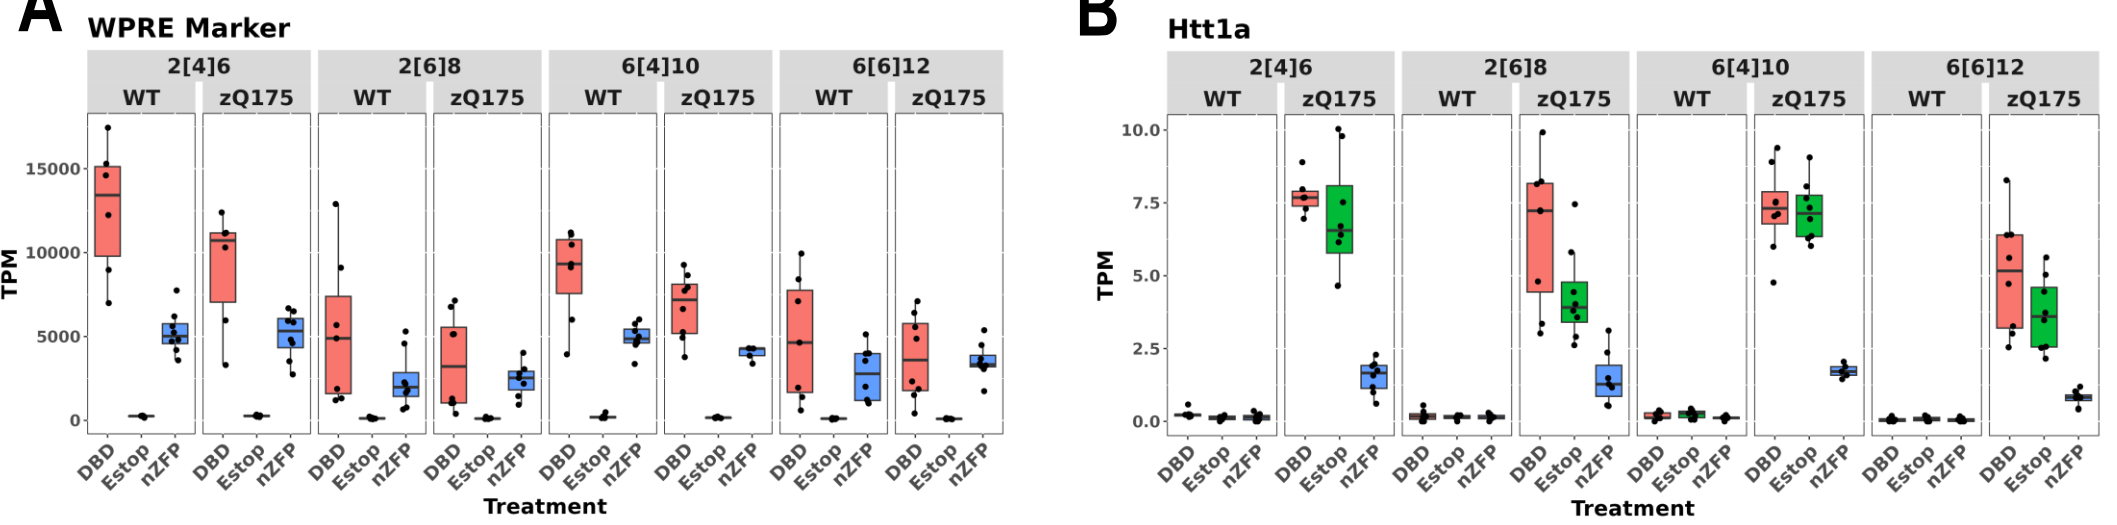 A
WPRE Marker
2[4]6 2[6]8 6[4]10 6[6]12
WT zQ175 WT zQ175 WT zQ175 WT zQ175
15000
10000
5000
0
TPM
DBD Estop nZFP DBD Estop nZFP DBD Estop nZFP DBD Estop nZFP DBD Estop nZFP DBD Estop nZFP DBD Estop nZFP DBD Estop nZFP
Treatment
B
Htt1a
2[4]6 2[6]8 6[4]10 6[6]12
WT zQ175 WT zQ175 WT zQ175 WT zQ175
10.0
7.5
5.0
2.5
0.0
TPM
DBD Estop nZFP DBD Estop nZFP DBD Estop nZFP DBD Estop nZFP DBD Estop nZFP DBD Estop nZFP DBD Estop nZFP DBD Estop nZFP
Treatment